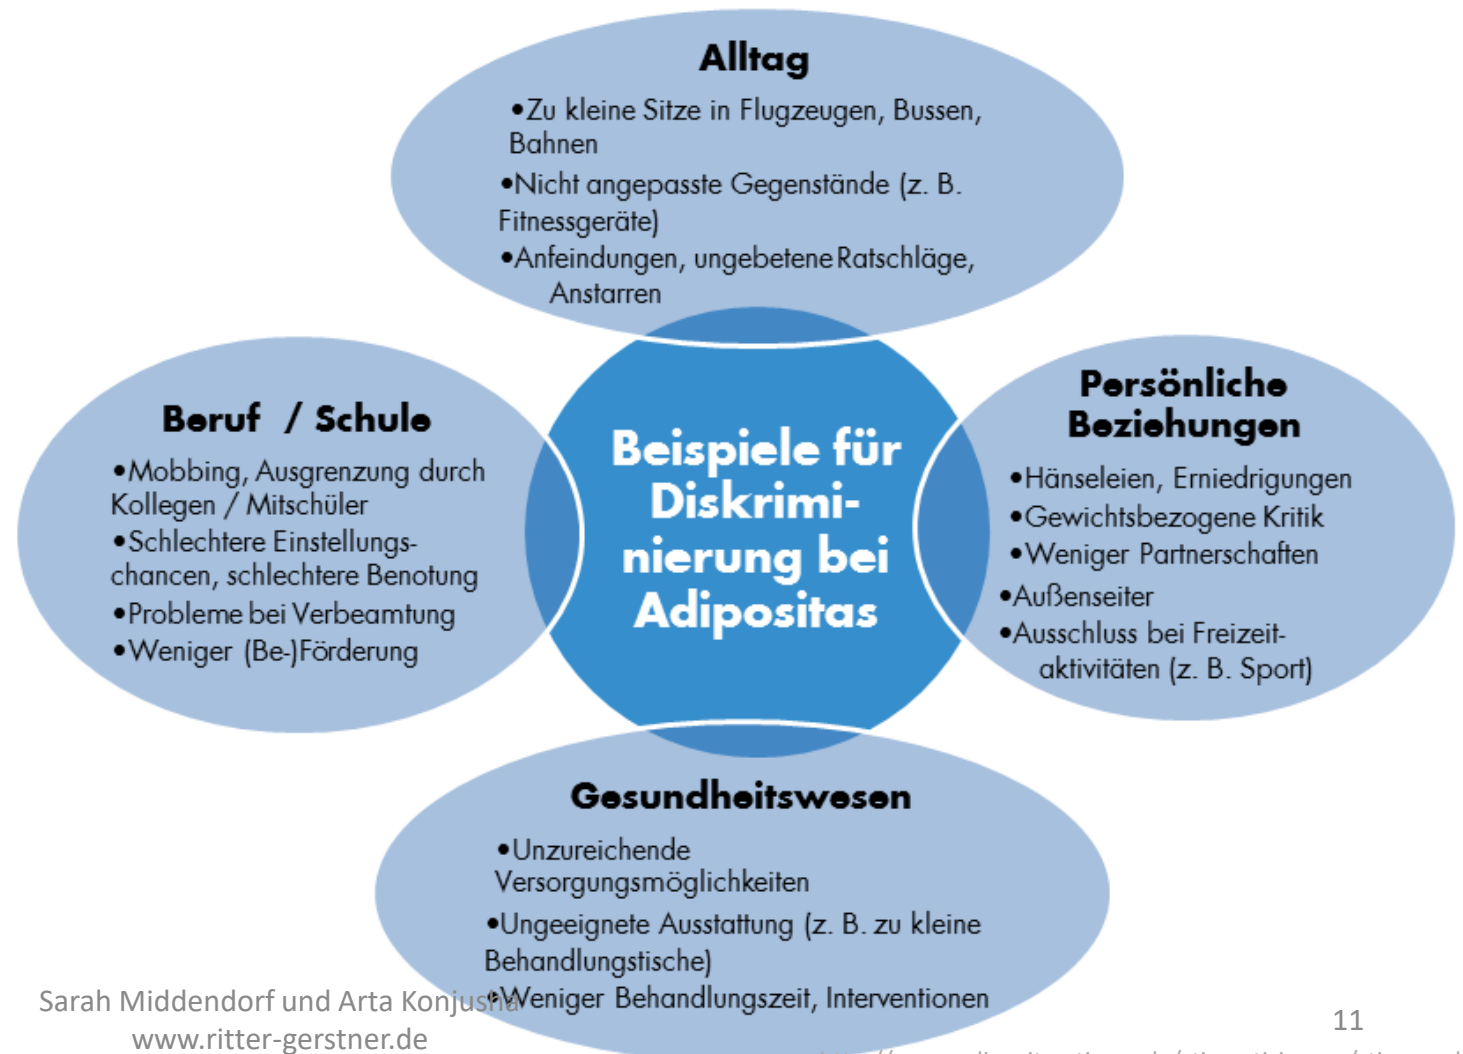 Alltag
•Zu kleine Sitze in Flugzeugen, Bussen,
Bahnen
•Nicht angepasste Gegenstände (z. B.
Fitnessgeräte)
•Anfeindungen, ungebetene Ratschläge,
Anstarren
Beruf / Schule
•Mobbing, Ausgrenzung durch
Kollegen / Mitschüler
•Schlechtere Einstellungs-
chancen, schlechtere Benotung
•Probleme bei Verbeamtung
•Weniger (Be-)Förderung
Beispiele für
Diskrimi-
nierung bei
Adipositas
Persönliche
Beziehungen
•Hänseleien, Erniedrigungen
•Gewichtsbezogene Kritik
•Weniger Partnerschaften
•Außenseiter
•Ausschluss bei Freizeit-
aktivitäten (z. B. Sport)
Gesundheitswesen
•Unzureichende
Versorgungsmöglichkeiten
•Ungeeignete Ausstattung (z. B. zu kleine
Behandlungstische)
•Weniger Behandlungszeit, Interventionen
Sarah Middendorf und Arta Konjusha
www.ritter-gerstner.de
11